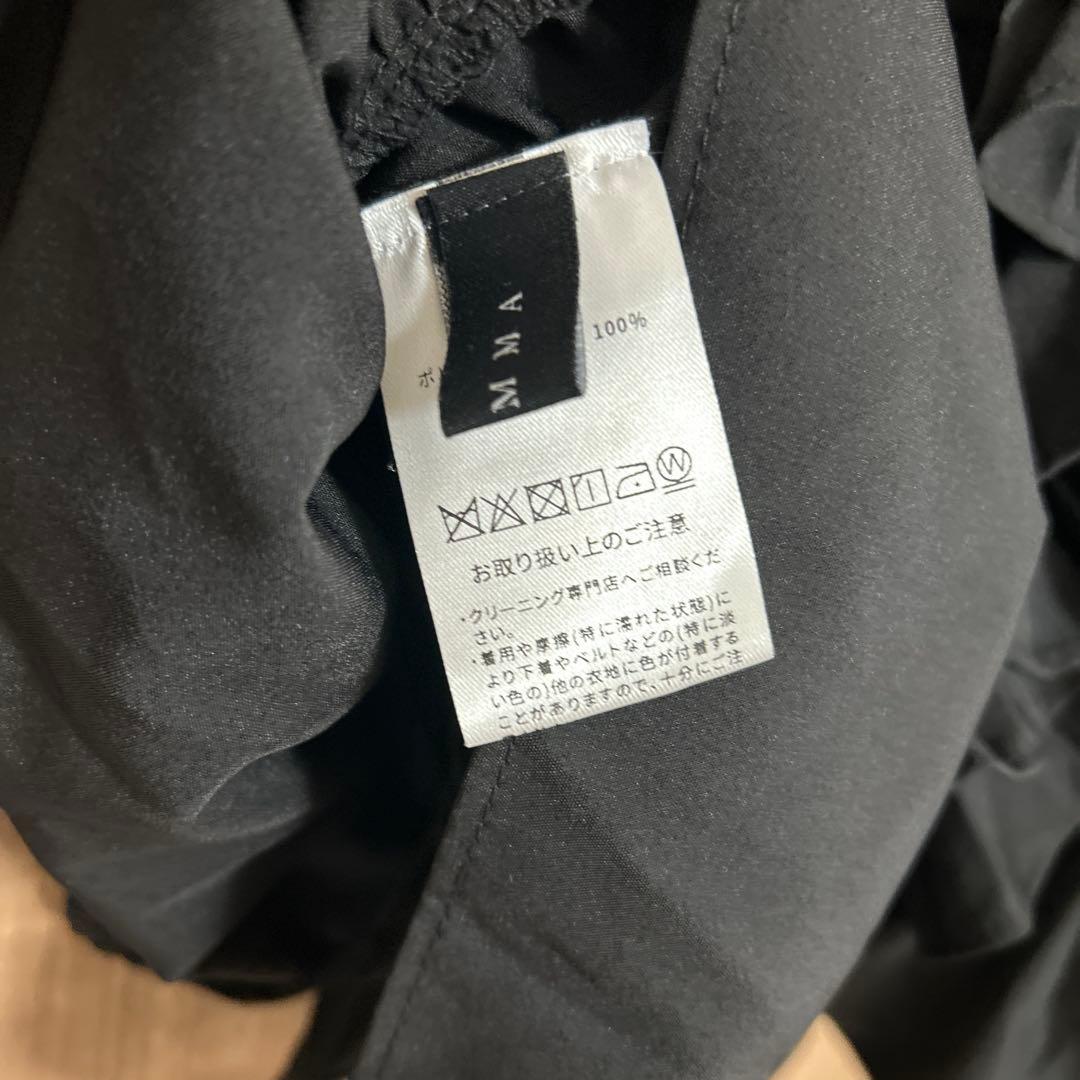 M M A
ポ 100%
W
お取り扱い上のご注意
・クリーニング専門店へご相談くだ
さい。
・着用や摩擦(特に濡れた状態)に
より下着やベルトなどの(特に淡
い色の)他の衣地に色が付着する
ことがありますので、十分にご注